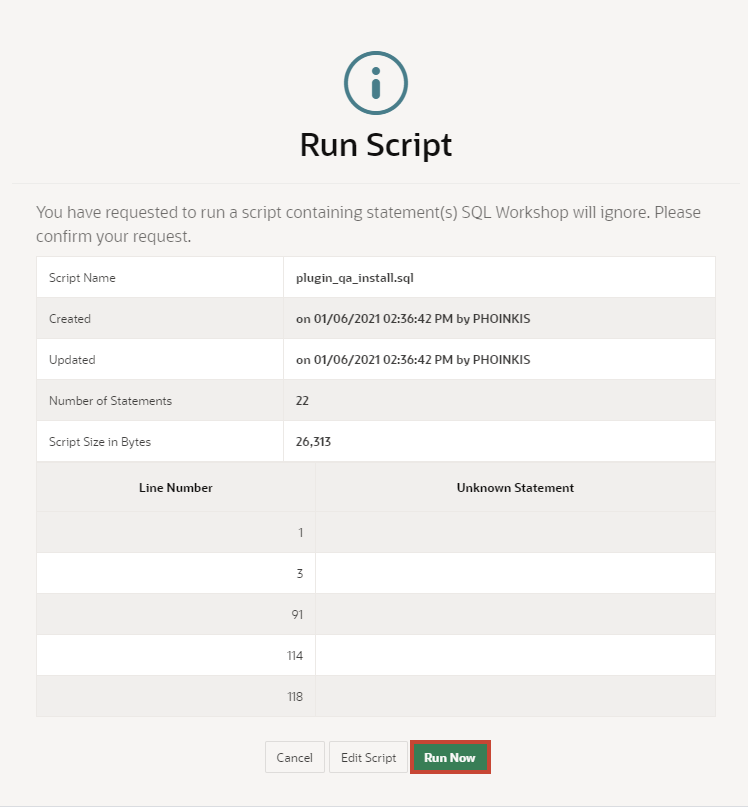 Run Script
You have requested to run a script containing statement(s) SQL Workshop will ignore. Please
confirm your request.
Script Name plugin_qa_install.sql
Created on 01/06/2021 02:36:42 PM by PHOINKIS
Updated on 01/06/2021 02:36:42 PM by PHOINKIS
Number of Statements 22
Script Size in Bytes 26,313
Line Number Unknown Statement
1
3
91
114
118
Cancel Edit Script Run Now